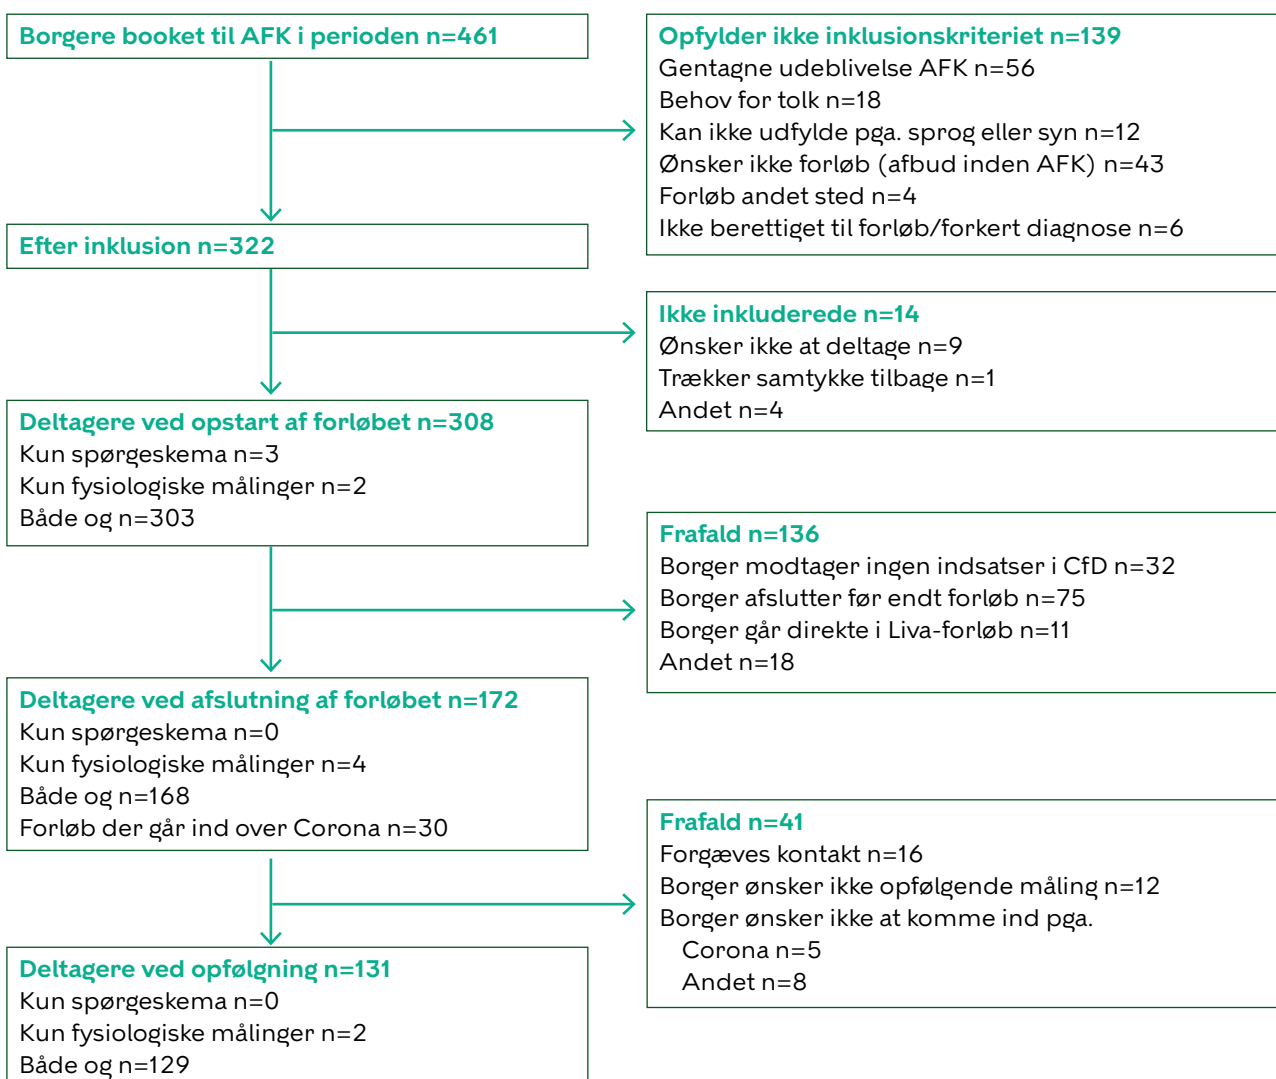 Borgere booket til AFK i perioden n=461
Opfylder ikke inklusionskriteriet n=139
Gentagne udeblivelse AFK n=56
Behov for tolk n=18
Kan ikke udfylde pga. sprog eller syn n=12
Ønsker ikke forløb (afbud inden AFK) n=43
Forløb andet sted n=4
Ikke berettiget til forløb/forkert diagnose n=6
Efter inklusion n=322
Ikke inkluderede n=14
Ønsker ikke at deltage n=9
Trækker samtykke tilbage n=1
Andet n=4
Deltagere ved opstart af forløbet n=308
Kun spørgeskema n=3
Kun fysiologiske målinger n=2
Både og n=303
Frafald n=136
Borger modtager ingen indsatser i CfD n=32
Borger afslutter før endt forløb n=75
Borger går direkte i Liva-forløb n=11
Andet n=18
Deltagere ved afslutning af forløbet n=172
Kun spørgeskema n=0
Kun fysiologiske målinger n=4
Både og n=168
Forløb der går ind over Corona n=30
Frafald n=41
Forgæves kontakt n=16
Borger ønsker ikke opfølgende måling n=12
Borger ønsker ikke at komme ind pga.
Corona n=5
Andet n=8
Deltagere ved opfølgning n=131
Kun spørgeskema n=0
Kun fysiologiske målinger n=2
Både og n=129